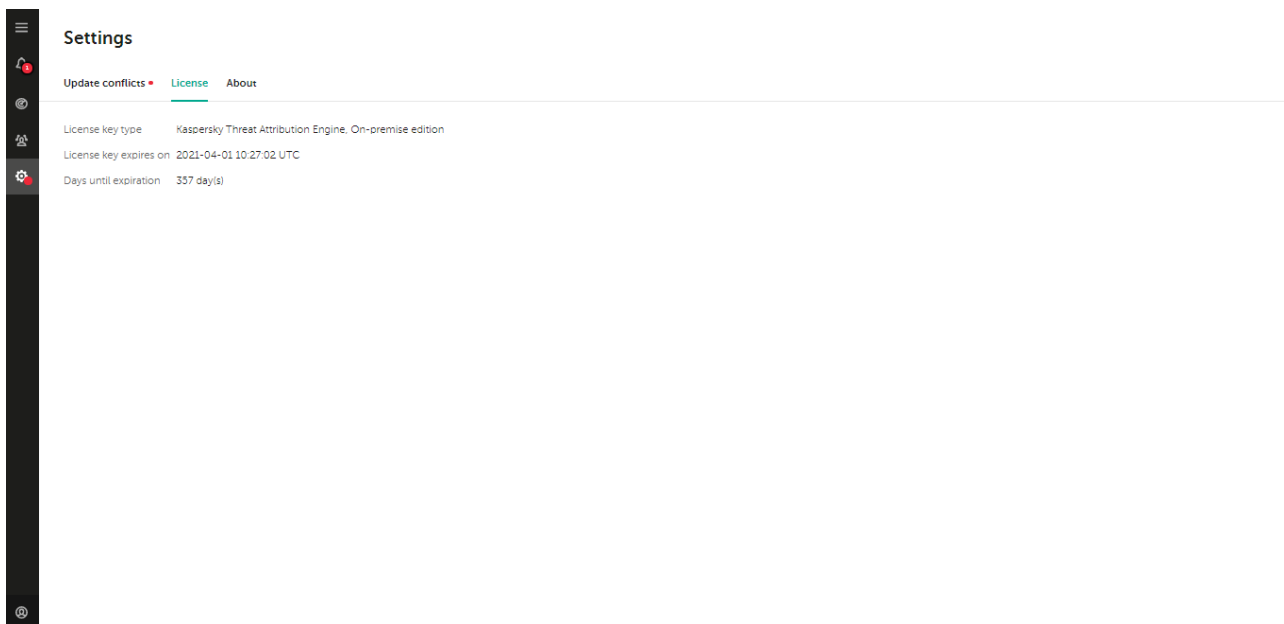 Settings
1
Update conflicts License About
License key type Kaspersky Threat Attribution Engine, On-premise edition
License key expires on 2021-04-01 10:27:02 UTC
Days until expiration 357 day(s)